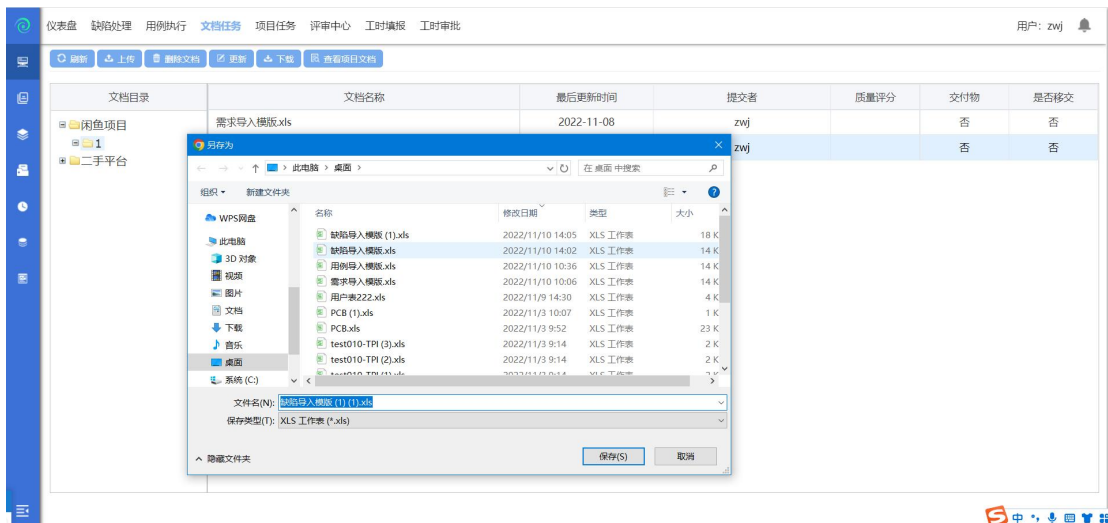 仪表盘 缺陷处理 用例执行 文档任务 项目任务 评审中心 工时填报 工时审批 用户: zwj
刷新 上传 删除文档 更新 下载 查看项目文档
文档目录 文档名称 最后更新时间 提交者 质量评分 交付物 是否移交
闲鱼项目 需求导入模版.xls 2022-11-08 zwj 否 否
1 zwj 否 否
二手平台
另存为
此电脑 › 桌面 › 在 桌面 中搜索
组织 新建文件夹
名称 修改日期 类型 大小
WPS网盘
此电脑
3D 对象
视频
图片
文档
下载
音乐
桌面
系统 (C:)
缺陷导入模版 (1).xls 2022/11/10 14:05 XLS 工作表 18 K
缺陷导入模版.xls 2022/11/10 14:02 XLS 工作表 14 K
用例导入模版.xls 2022/11/10 10:36 XLS 工作表 14 K
需求导入模版.xls 2022/11/10 10:06 XLS 工作表 14 K
用户表222.xls 2022/11/9 14:30 XLS 工作表 4 K
PCB (1).xls 2022/11/3 10:07 XLS 工作表 1 K
PCB.xls 2022/11/3 9:52 XLS 工作表 23 K
test010-TPI (3).xls 2022/11/3 9:14 XLS 工作表 2 K
test010-TPI (2).xls 2022/11/3 9:14 XLS 工作表 2 K
test010-TPI (1).xls 2022/11/3 9:14 XLS 工作表 2 K
文件名(N): 缺陷导入模版 (1) (1).xls
保存类型(T): XLS 工作表 (*.xls)
隐藏文件夹 保存(S) 取消
中